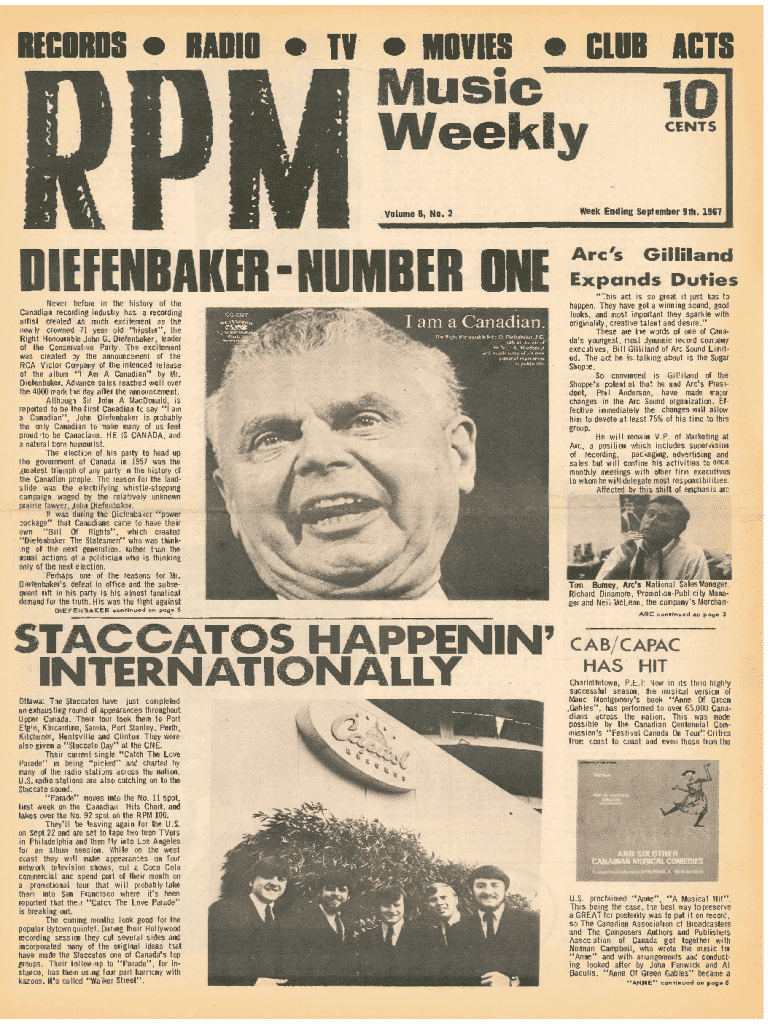 RECORDS ● RADIO ● TV ● MOVIES ● CLUB ACTS
RPM
Music
Weekly
10
CENTS
Volume 8, No. 2
Week Ending September 9th. 1967
DIEFENBAKER - NUMBER ONE
Never before in the history of the
Canadian recording industry has a recording
artist created as much excitement as the
newly crowned 71 year old "hipster", the
Right Honourable John G. Diefenbaker, leader
of the Conservative Party. The excitement
was created by the announcement of the
RCA Victor Company of the intended release
of the album "I Am A Canadian" by Mr.
Diefenbaker. Advance sales reached well over
the 4000 mark the day after the announcement.
Although Sir John A MacDonald, is
reported to be the first Canadian to say "I am
a Canadian", John Diefenbaker is probably
the only Canadian to make many of us feel
proud to be Canadians. HE IS CANADA, and
a natural born humourist.
The election of his party to head up
the government of Canada in 1957 was the
greatest triumph of any party in the history of
the Canadian people. The reason for the land-
slide was the electrifying whistle-stopping
campaign waged by the relatively unknown
prairie lawyer, John Diefenbaker.
It was during the Diefenbaker "power
package" that Canadians came to have their
own "Bill Of Rights", which created
"Diefenbaker The Statesmen" who was think-
ing of the next generation, rather than the
usual actions of a politician who is thinking
only of the next election.
Perhaps one of the reasons for Mr.
Diefenbaker's defeat in office and the subse-
quent rift in his party is his almost fanatical
demand for the truth. His was the fight against
DIEFENBAKER continued on page 6
I am a Canadian.
Arc's Gilliland
Expands Duties
"This act is so great it just has to
happen. They have got a winning sound, good
looks, and most important they sparkle with
originality, creative talent and desire."
These are the words of one of Cana-
da's youngest, most dynamic record company
executives, Bill Gilliland of Arc Sound Limit-
ed. The act he is talking about is the Sugar
Shoppe.
So convinced is Gilliland of the
Shoppe's potential that he and Arc's Presi-
dent, Phil Anderson, have made major
changes in the Arc Sound organization. Ef-
fective immediately the changes will allow
him to devote at least 75% of his time to this
group.
He will remain V.P. of Marketing at
Arc, a position which includes supervision
of recording, packaging, advertising and
sales but will confine his activities to once
monthly meetings with other firm executives
to whom he will delegate most responsibilities.
Affected by this shift of emphasis are
Tom Burney, Arc's National Sales Manager,
Richard Dinsmore, Promotion-Publicity Mana-
ger and Neil McLean, the company's Merchan-
ARC continued on page 3
STACCATOS HAPPENIN'
INTERNATIONALLY
Ottawa: The Staccatos have just completed
an exhausting round of appearances throughout
Upper Canada. Their tour took them to Port
Elgin, Kincardine, Sarnia, Port Stanley, Perth,
Kitchener, Huntsville and Clinton. They were
also given a "Staccato Day" at the CNE.
Their current single "Catch The Love
Parade" is being "picked" and charted by
many of the radio stations across the nation.
U.S. radio stations are also catching on to the
Staccato sound.
"Parade" moves into the No. 11 spot,
first week on the Canadian Hits Chart, and
takes over the No. 92 spot on the RPM 100.
They'll be leaving again for the U.S.
on Sept 22 and are set to tape two teen TVers
in Philadelphia and then fly into Los Angeles
for an album session. While on the west
coast they will make appearances on four
network television shows, cut a Coca Cola
commercial and spend part of their month on
a promotional tour that will probably take
them into San Francisco where it's been
reported that their "Catch The Love Parade"
is breaking out.
The coming months look good for the
popular Bytown quintet. During their Hollywood
recording session they cut several sides and
incorporated many of the original ideas that
have made the Staccatos one of Canada's top
groups. Their follow-up to "Parade", for in-
stance, has them using four part harmony with
kazoos. It's called "Walker Street".
Capitol
RECORDS
CAB/CAPAC
HAS HIT
Charlottetown, P.E.I: Now in its third highly
successful season, the musical version of
Maud Montgomery's book "Anne Of Green
Gables", has performed to over 65,000 Cana-
dians across the nation. This was made
possible by the Canadian Centennial Com-
mission's "Festival Canada On Tour" Critics
from coast to coast and even those from the
AND SIX OTHER
CANADIAN MUSICAL COMEDIES
U.S. proclaimed "Anne", "A Musical Hit".
This being the case, the best way to preserve
a GREAT for posterity was to put it on record,
so The Canadian Association of Broadcasters
and The Composers Authors and Publishers
Association of Canada got together with
Norman Campbell, who wrote the music for
"Anne" and with arrangements and conduct-
ing looked after by John Fenwick and Al
Baculis. "Anne Of Green Gables" became a
"ANNE" continued on page 6